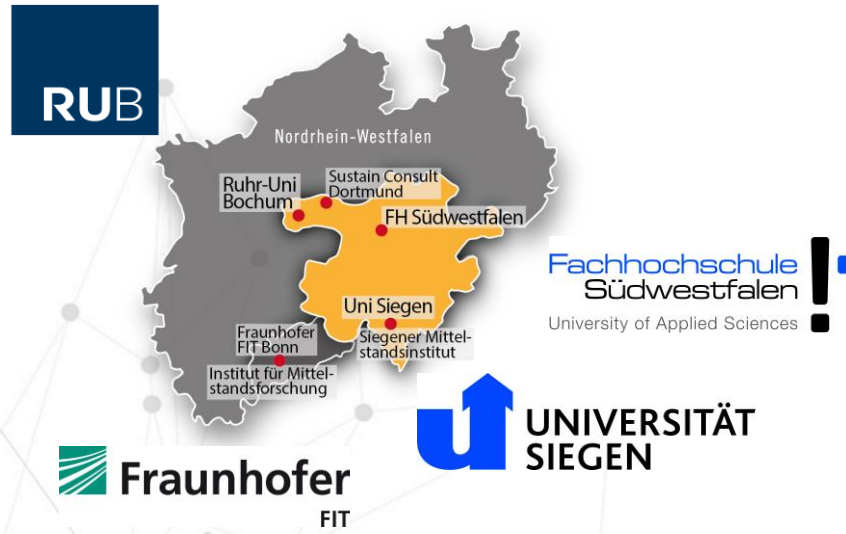 RUB
Nordrhein-Westfalen
Ruhr-Uni
Bochum
Sustain Consult
Dortmund
FH Südwestfalen
Uni Siegen
Siegener Mittel-
standsinstitut
Fraunhofer
FIT Bonn
Institut für Mittel-
standsforschung
Fachhochschule
Südwestfalen
University of Applied Sciences
UNIVERSITÄT
SIEGEN
Fraunhofer
FIT